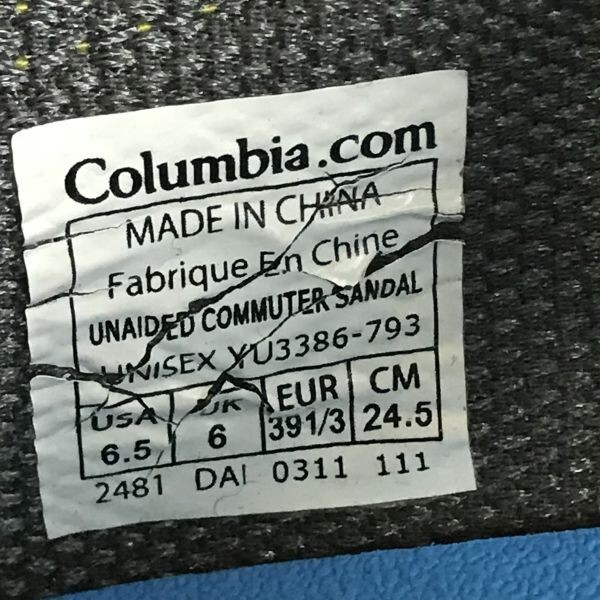 Columbia.com
MADE IN CHINA
Fabrique En Chine
UNAIDED COMMUTER SANDAL
UNISEX YU3386-793
USA UK EUR CM
6.5 6 391/3 24.5
2481 DAI 0311 111